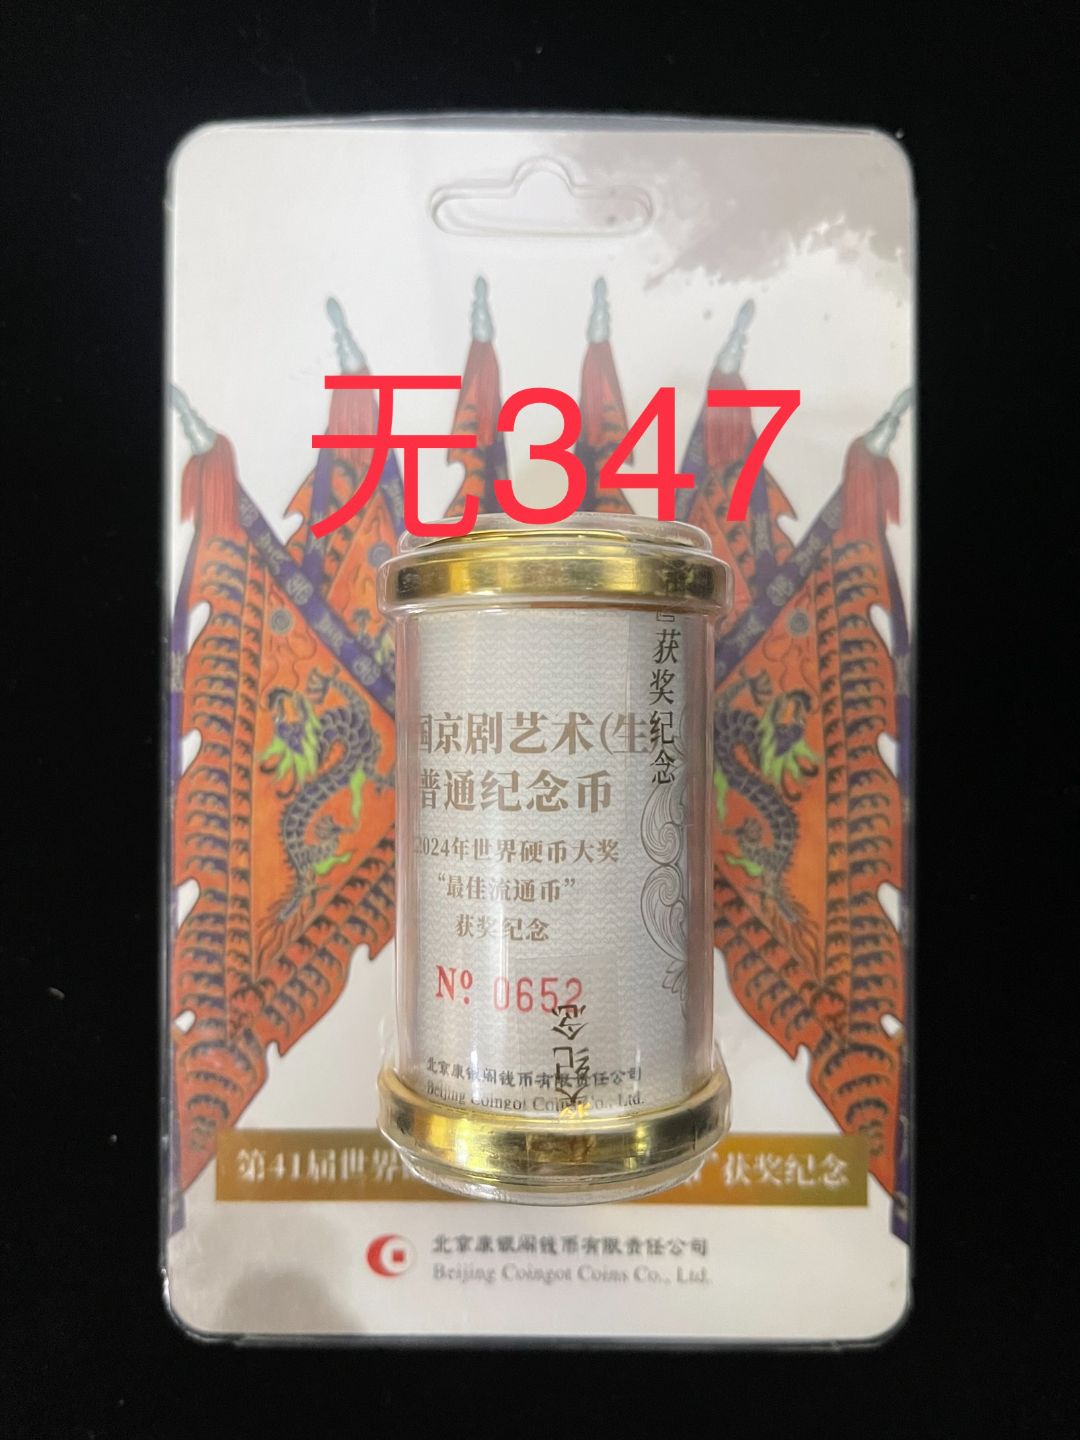 无347
获奖纪念
国京剧艺术(生
普通纪念币
2024年世界硬币大奖
“最佳流通币”
获奖纪念
№ 0652
纪念
北京康银阁钱币有限责任公司
Beijing Coingot Coins Co., Ltd.
第41届世界
获奖纪念
北京康银阁钱币有限责任公司
Beijing Coingot Coins Co., Ltd.